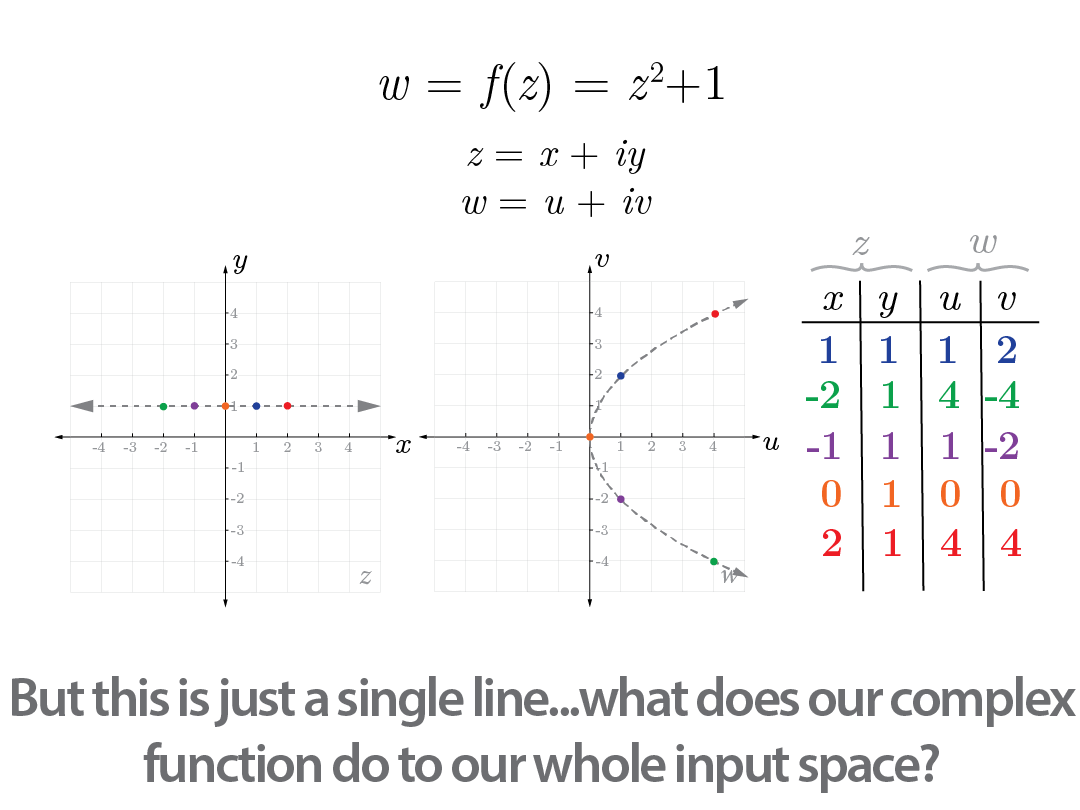 w = f(z) = z²+1
z = x + iy
w = u + iv
y
4
3
2
1
-4 -3 -2 -1 1 2 3 4
x
-1
-2
-3
-4
z
v
4
3
2
1
-4 -3 -2 -1 1 2 3 4
u
-1
-2
-3
-4
w
z w
x y u v
1 1 1 2
-2 1 4 -4
-1 1 1 -2
0 1 0 0
2 1 4 4
But this is just a single line...what does our complex
function do to our whole input space?